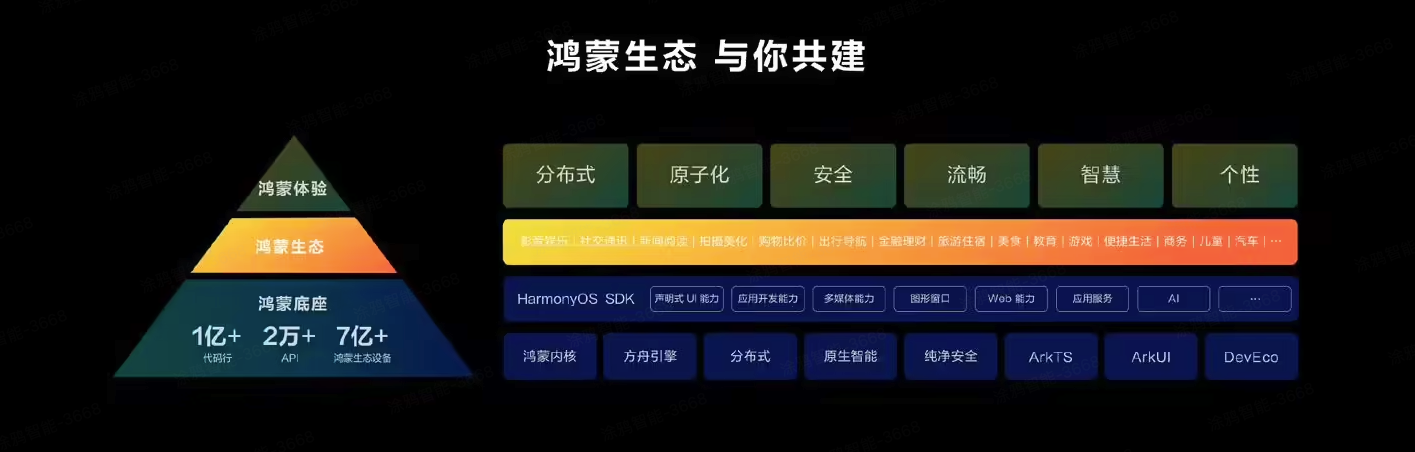 鸿蒙生态 与你共建
鸿蒙体验
鸿蒙生态
鸿蒙底座
1亿+ 2万+ 7亿+
代码行 API 鸿蒙生态设备
分布式 原子化 安全 流畅 智慧 个性
影音娱乐 | 社交通讯 | 新闻阅读 | 拍摄美化 | 购物比价 | 出行导航 | 金融理财 | 旅游住宿 | 美食 | 教育 | 游戏 | 便捷生活 | 商务 | 儿童 | 汽车 | ···
HarmonyOS SDK 声明式 UI 能力 应用开发能力 多媒体能力 图形窗口 Web 能力 应用服务 AI ···
鸿蒙内核 方舟引擎 分布式 原生智能 纯净安全 ArkTS ArkUI DevEco